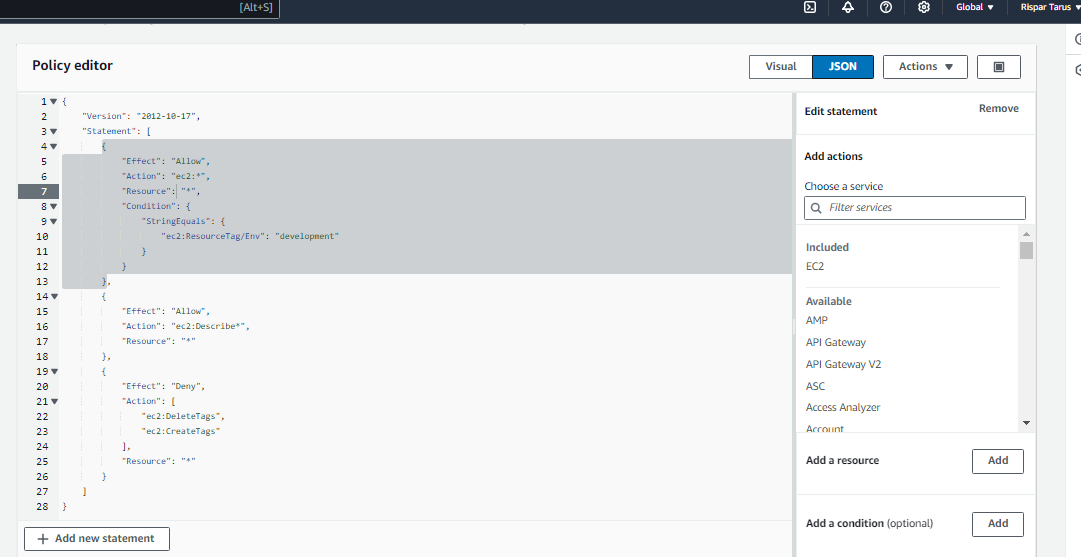 [Alt+S]
Global ▼
Rispar Tarus ▼
Policy editor
Visual
JSON
Actions ▼
1 {
2 "Version": "2012-10-17",
3 "Statement": [
4 {
5 "Effect": "Allow",
6 "Action": "ec2:*",
7 "Resource": "*",
8 "Condition": {
9 "StringEquals": {
10 "ec2:ResourceTag/Env": "development"
11 }
12 }
13 },
14 {
15 "Effect": "Allow",
16 "Action": "ec2:Describe*",
17 "Resource": "*"
18 },
19 {
20 "Effect": "Deny",
21 "Action": [
22 "ec2:DeleteTags",
23 "ec2:CreateTags"
24 ],
25 "Resource": "*"
26 }
27 ]
28 }
+ Add new statement
Edit statement
Remove
Add actions
Choose a service
Filter services
Included
EC2
Available
AMP
API Gateway
API Gateway V2
ASC
Access Analyzer
Account
Add a resource
Add
Add a condition (optional)
Add